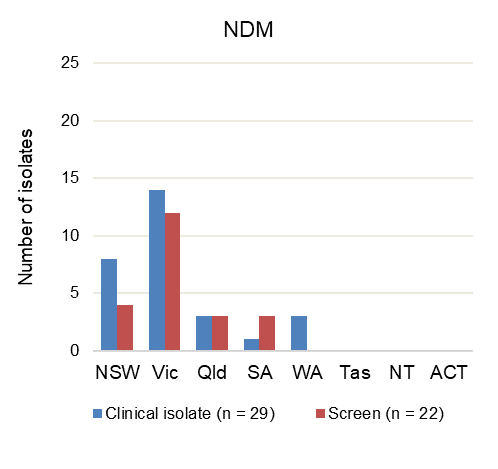 NDM
Number of isolates
25
20
15
10
5
0
NSW Vic Qld SA WA Tas NT ACT
Clinical isolate (n = 29) Screen (n = 22)